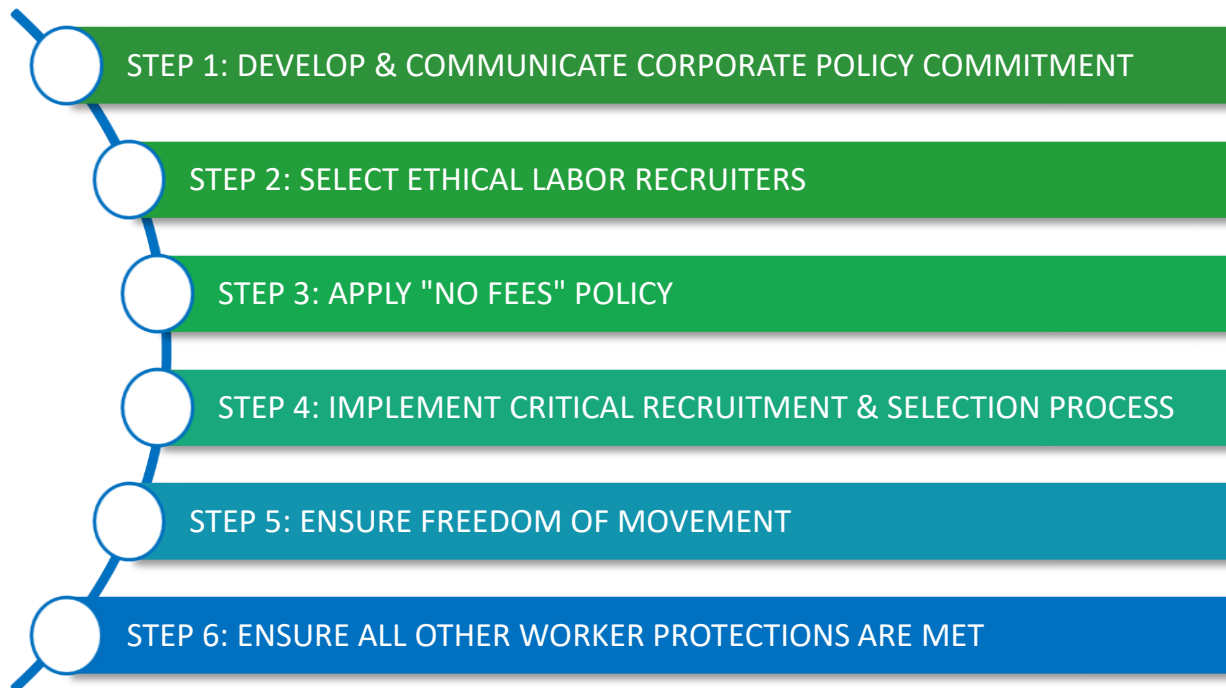 STEP 1: DEVELOP & COMMUNICATE CORPORATE POLICY COMMITMENT
STEP 2: SELECT ETHICAL LABOR RECRUITERS
STEP 3: APPLY "NO FEES" POLICY
STEP 4: IMPLEMENT CRITICAL RECRUITMENT & SELECTION PROCESS
STEP 5: ENSURE FREEDOM OF MOVEMENT
STEP 6: ENSURE ALL OTHER WORKER PROTECTIONS ARE MET